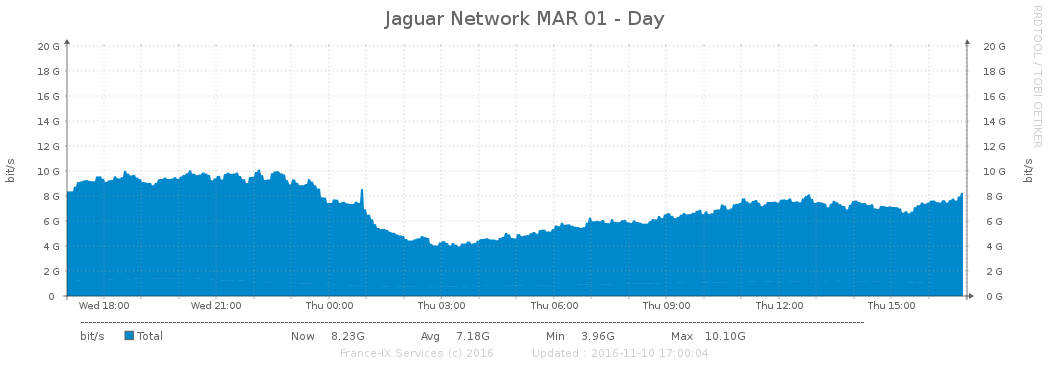 Jaguar Network MAR 01 - Day
RRDTOOL / TOBI OETIKER
bit/s
20 G 20 G
18 G 18 G
16 G 16 G
14 G 14 G
12 G 12 G
10 G 10 G
8 G 8 G
6 G 6 G
4 G 4 G
2 G 2 G
0 0 G
bit/s
Wed 18:00 Wed 21:00 Thu 00:00 Thu 03:00 Thu 06:00 Thu 09:00 Thu 12:00 Thu 15:00
bit/s Total Now 8.23G Avg 7.18G Min 3.96G Max 10.10G
France-IX Services (c) 2016 Updated : 2016-11-10 17:00:04